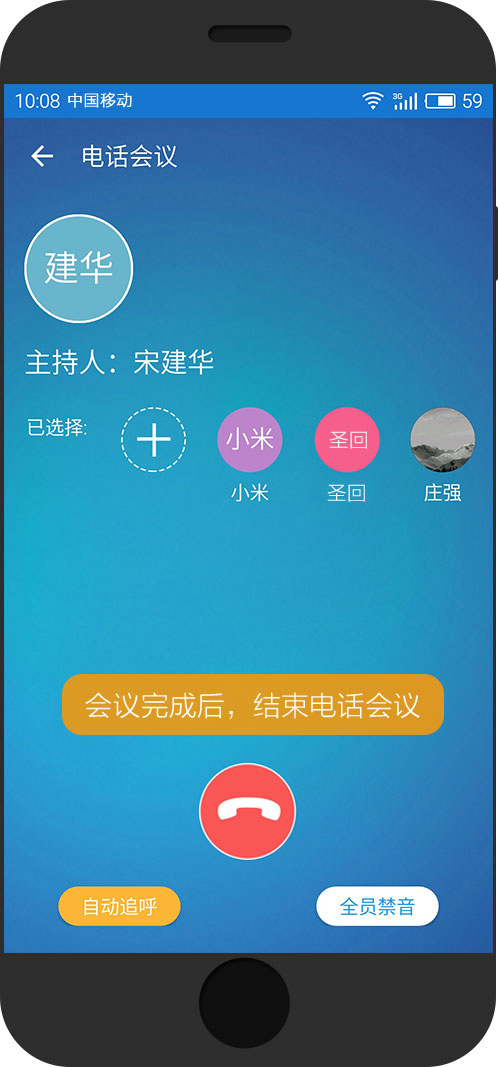 10:08 中国移动 3G 59
电话会议
建华
主持人：宋建华
已选择:
小米 圣回
小米 圣回 庄强
会议完成后，结束电话会议
自动追呼 全员禁音